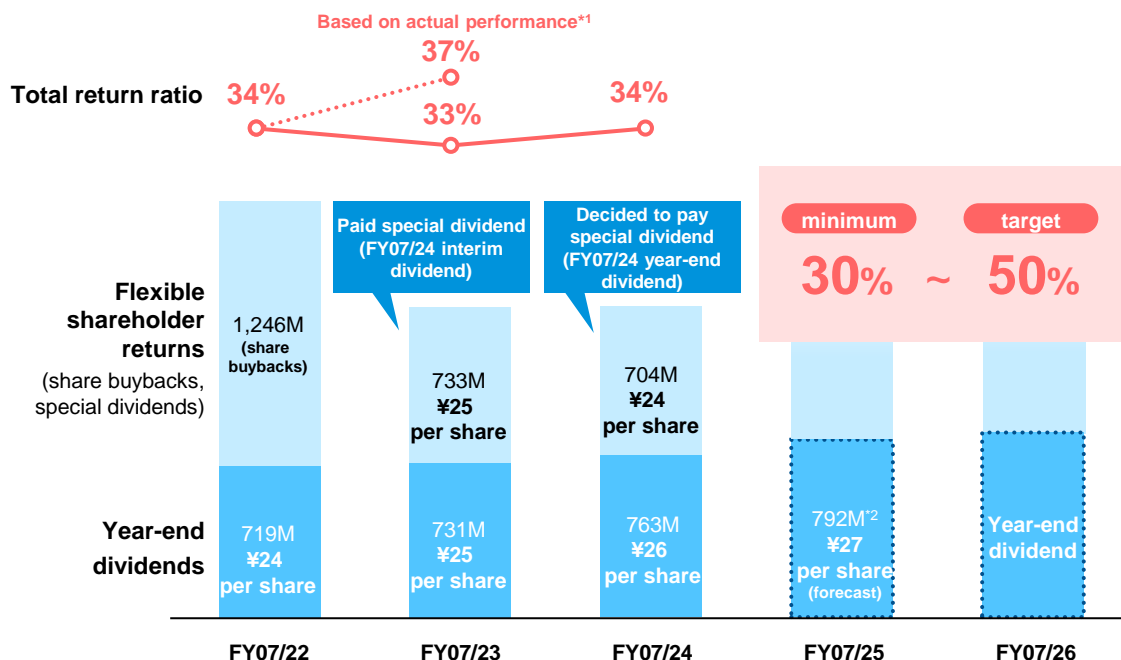 Based on actual performance*1
37%
Total return ratio
34%
33%
34%
Paid special dividend
(FY07/24 interim
dividend)
Decided to pay
special dividend
(FY07/24 year-end
dividend)
minimum
target
30% ~ 50%
Flexible
shareholder
returns
(share buybacks,
special dividends)
1,246M
(share
buybacks)
733M
¥25
per share
704M
¥24
per share
Year-end
dividends
719M
¥24
per share
731M
¥25
per share
763M
¥26
per share
792M*2
¥27
per share
(forecast)
Year-end
dividend
FY07/22
FY07/23
FY07/24
FY07/25
FY07/26